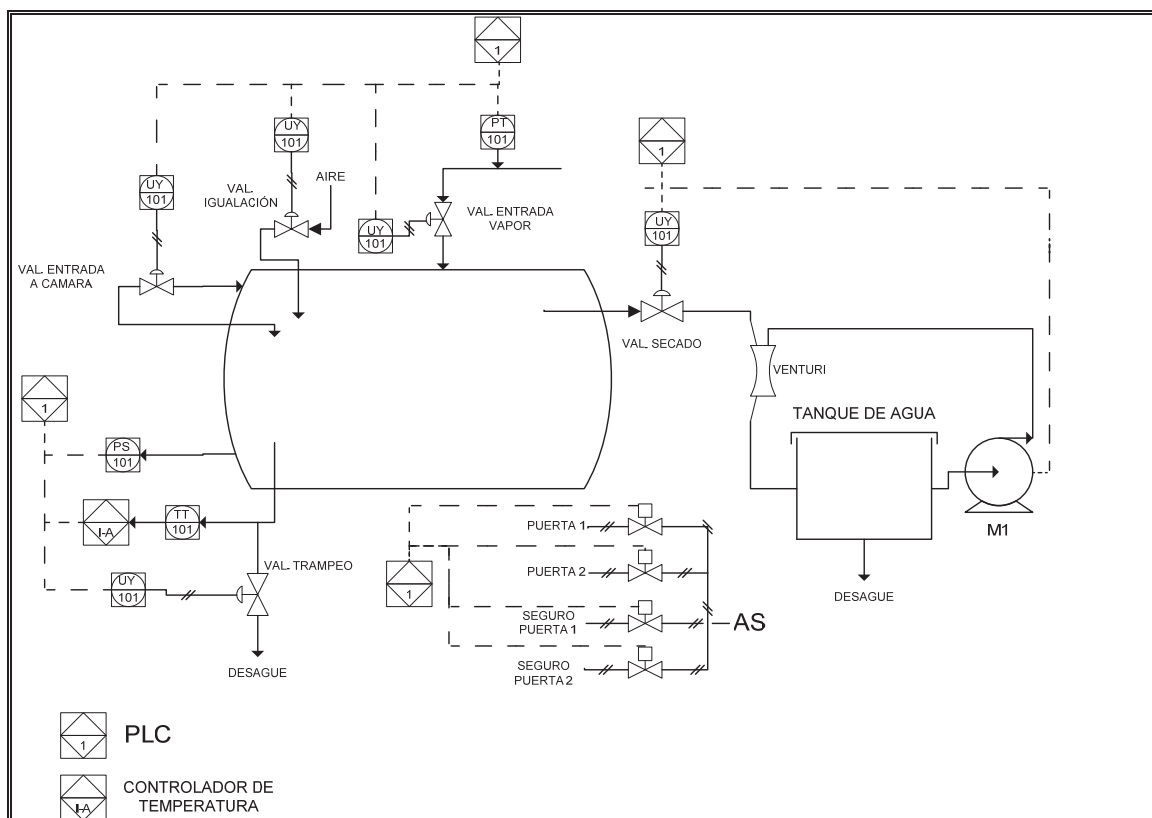 1
UY
101
PT
101
1
UY
101
VAL.
IGUALACIÓN
AIRE
UY
101
VAL. ENTRADA
VAPOR
UY
101
VAL. ENTRADA
A CAMARA
VAL. SECADO
VENTURI
TANQUE DE AGUA
1
PS
101
I-A
TT
101
M1
PUERTA 1
VAL. TRAMPEO
PUERTA 2
UY
101
1
DESAGUE
SEGURO
PUERTA 1
AS
SEGURO
PUERTA 2
DESAGUE
1
PLC
I-A
CONTROLADOR DE
TEMPERATURA